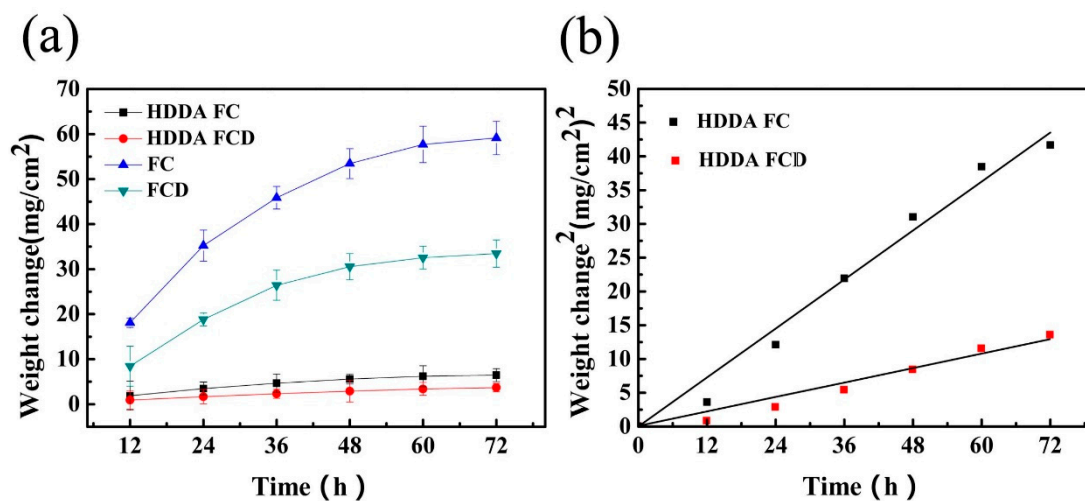 (a)
Weight change(mg/cm²)
70
60
50
40
30
20
10
0
HDDA FC
HDDA FCD
FC
FCD
12 24 36 48 60 72
Time (h)
(b)
Weight change² (mg/cm²)²
50
45
40
35
30
25
20
15
10
5
0
HDDA FC
HDDA FCD
0 12 24 36 48 60 72
Time (h)